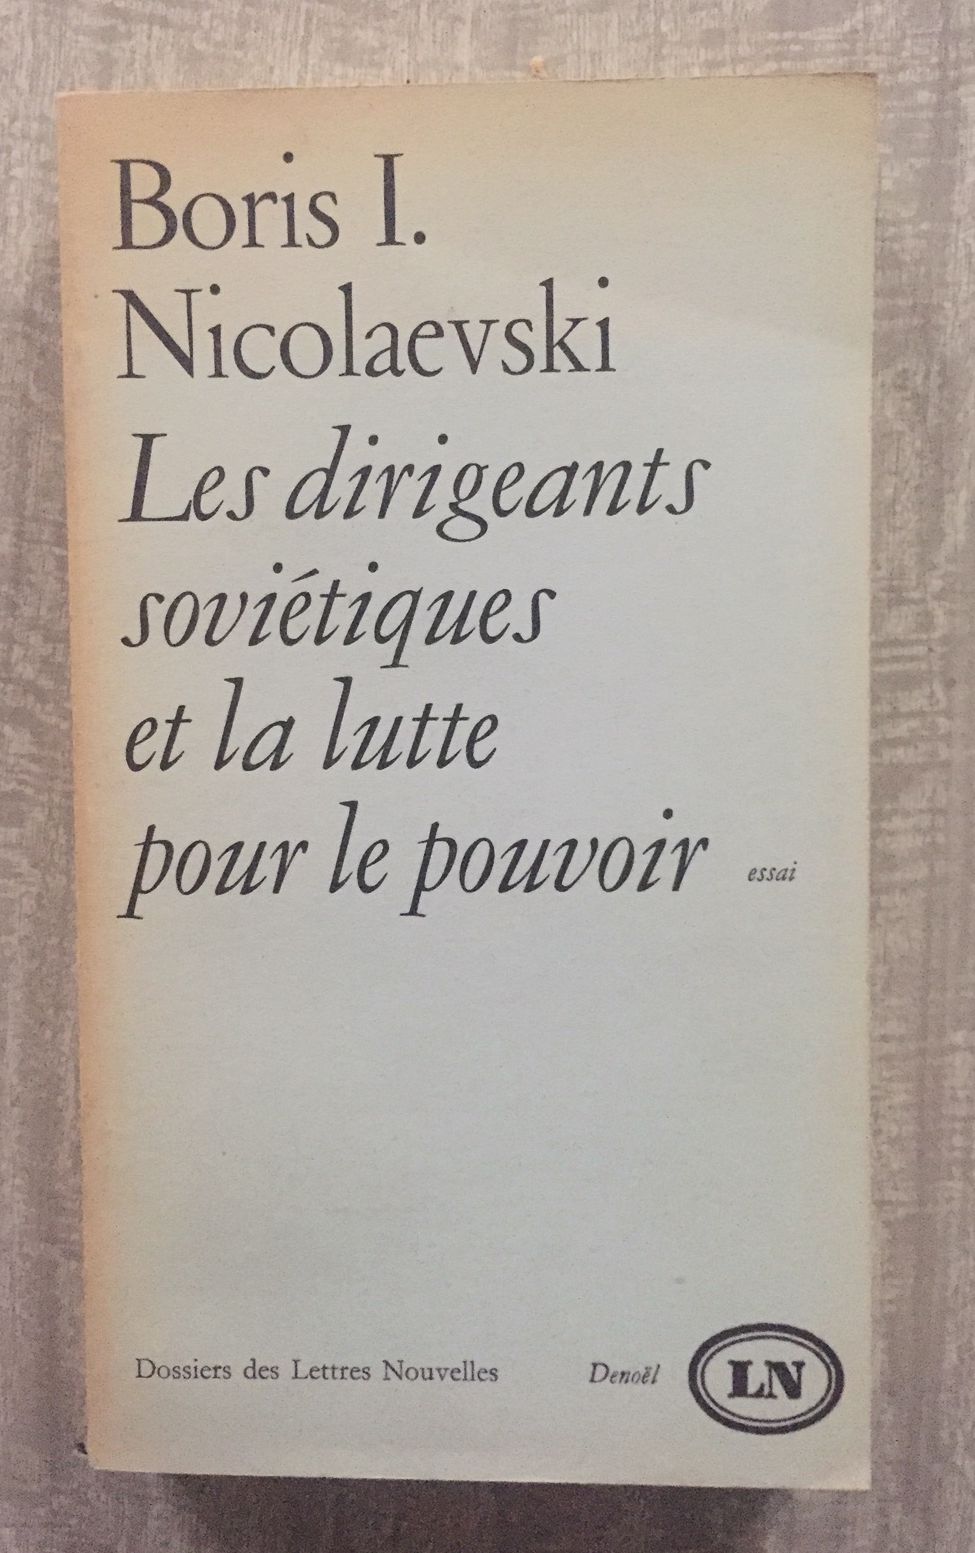 Boris I.
Nicolaevski
Les dirigeants
soviétiques
et la lutte
pour le pouvoir essai
Dossiers des Lettres Nouvelles Denoël LN